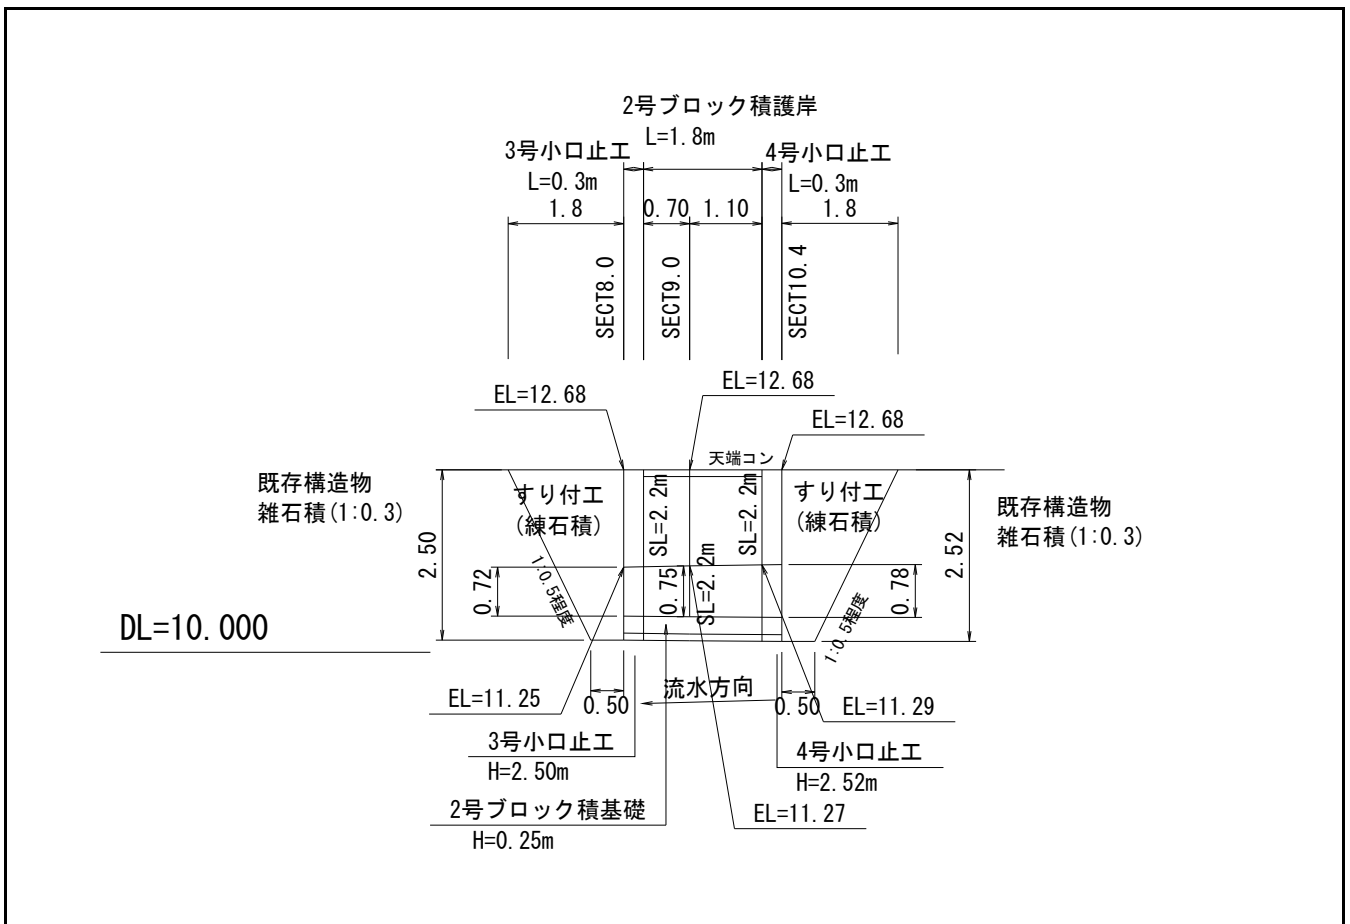 2号ブロック積護岸
L=1.8m
3号小口止工
4号小口止工
L=0.3m
L=0.3m
1.8
0.70
1.10
1.8
SECT8.0
SECT9.0
SECT10.4
EL=12.68
EL=12.68
EL=12.68
天端コン
既存構造物
雑石積(1:0.3)
すり付工
(練石積)
SL=2.2m
SL=2.2m
SL=2.2m
すり付工
(練石積)
既存構造物
雑石積(1:0.3)
2.50
0.72
1:0.5程度
0.75
0.78
2.52
1:0.5程度
DL=10.000
EL=11.25
0.50
流水方向
0.50
EL=11.29
3号小口止工
H=2.50m
4号小口止工
H=2.52m
2号ブロック積基礎
H=0.25m
EL=11.27